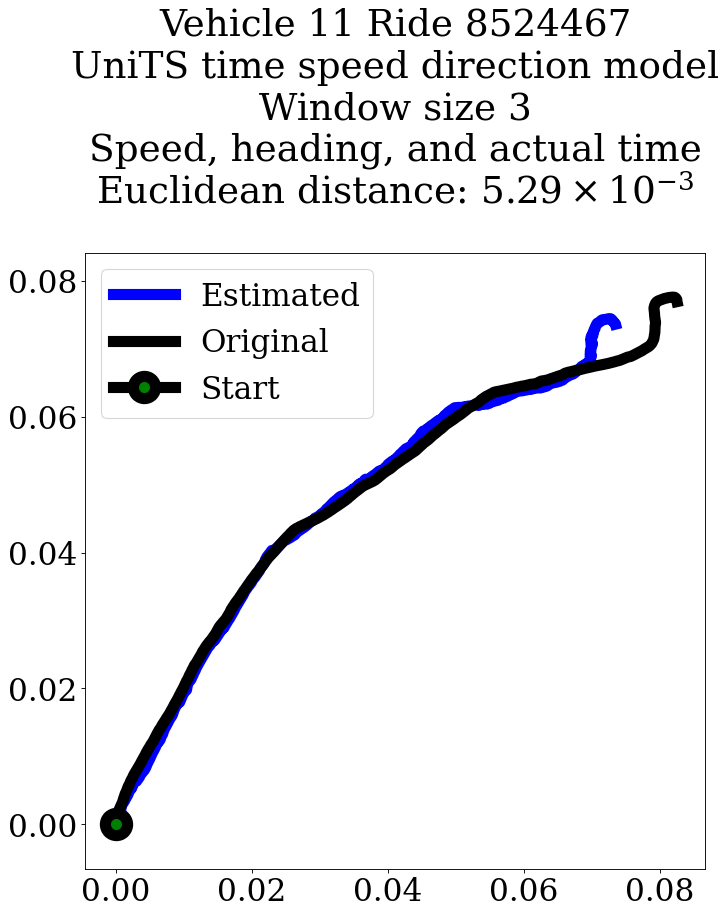 Vehicle 11 Ride 8524467
UniTS time speed direction model
Window size 3
Speed, heading, and actual time
Euclidean distance: 5.29 × 10⁻³
Estimated
Original
Start
0.08
0.06
0.04
0.02
0.00
0.00 0.02 0.04 0.06 0.08